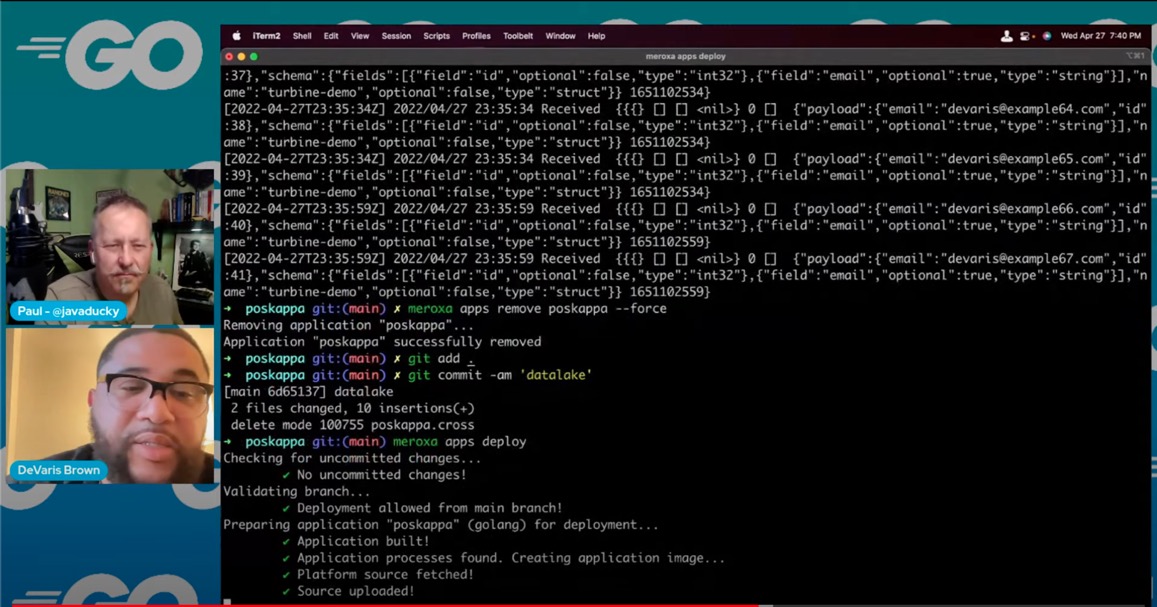 GO
iTerm2 Shell Edit View Session Scripts Profiles Toolbelt Window Help Wed Apr 27 7:40 PM
meroxa apps deploy ⌥⌘1
:37},"schema":{"fields":[{"field":"id","optional":false,"type":"int32"},{"field":"email","optional":true,"type":"string"}],"n
ame":"turbine-demo","optional":false,"type":"struct"}} 1651102534}
[2022-04-27T23:35:34Z] 2022/04/27 23:35:34 Received {{{} [] [] <nil>} 0 [] {"payload":{"email":"devaris@example64.com","id"
:38},"schema":{"fields":[{"field":"id","optional":false,"type":"int32"},{"field":"email","optional":true,"type":"string"}],"n
ame":"turbine-demo","optional":false,"type":"struct"}} 1651102534}
[2022-04-27T23:35:34Z] 2022/04/27 23:35:34 Received {{{} [] [] <nil>} 0 [] {"payload":{"email":"devaris@example65.com","id"
:39},"schema":{"fields":[{"field":"id","optional":false,"type":"int32"},{"field":"email","optional":true,"type":"string"}],"n
ame":"turbine-demo","optional":false,"type":"struct"}} 1651102534}
[2022-04-27T23:35:59Z] 2022/04/27 23:35:59 Received {{{} [] [] <nil>} 0 [] {"payload":{"email":"devaris@example66.com","id"
:40},"schema":{"fields":[{"field":"id","optional":false,"type":"int32"},{"field":"email","optional":true,"type":"string"}],"n
ame":"turbine-demo","optional":false,"type":"struct"}} 1651102559}
[2022-04-27T23:35:59Z] 2022/04/27 23:35:59 Received {{{} [] [] <nil>} 0 [] {"payload":{"email":"devaris@example67.com","id"
:41},"schema":{"fields":[{"field":"id","optional":false,"type":"int32"},{"field":"email","optional":true,"type":"string"}],"n
ame":"turbine-demo","optional":false,"type":"struct"}} 1651102559}
→ poskappa git:(main) ✗ meroxa apps remove poskappa --force
Removing application "poskappa"...
Application "poskappa" successfully removed
→ poskappa git:(main) ✗ git add .
→ poskappa git:(main) ✗ git commit -am 'datalake'
[main 6d65137] datalake
2 files changed, 10 insertions(+)
delete mode 100755 poskappa.cross
→ poskappa git:(main) meroxa apps deploy
Checking for uncommitted changes...
✔ No uncommitted changes!
Validating branch...
✔ Deployment allowed from main branch!
Preparing application "poskappa" (golang) for deployment...
✔ Application built!
✔ Application processes found. Creating application image...
✔ Platform source fetched!
✔ Source uploaded!
Paul - @javaducky
DeVaris Brown
GO